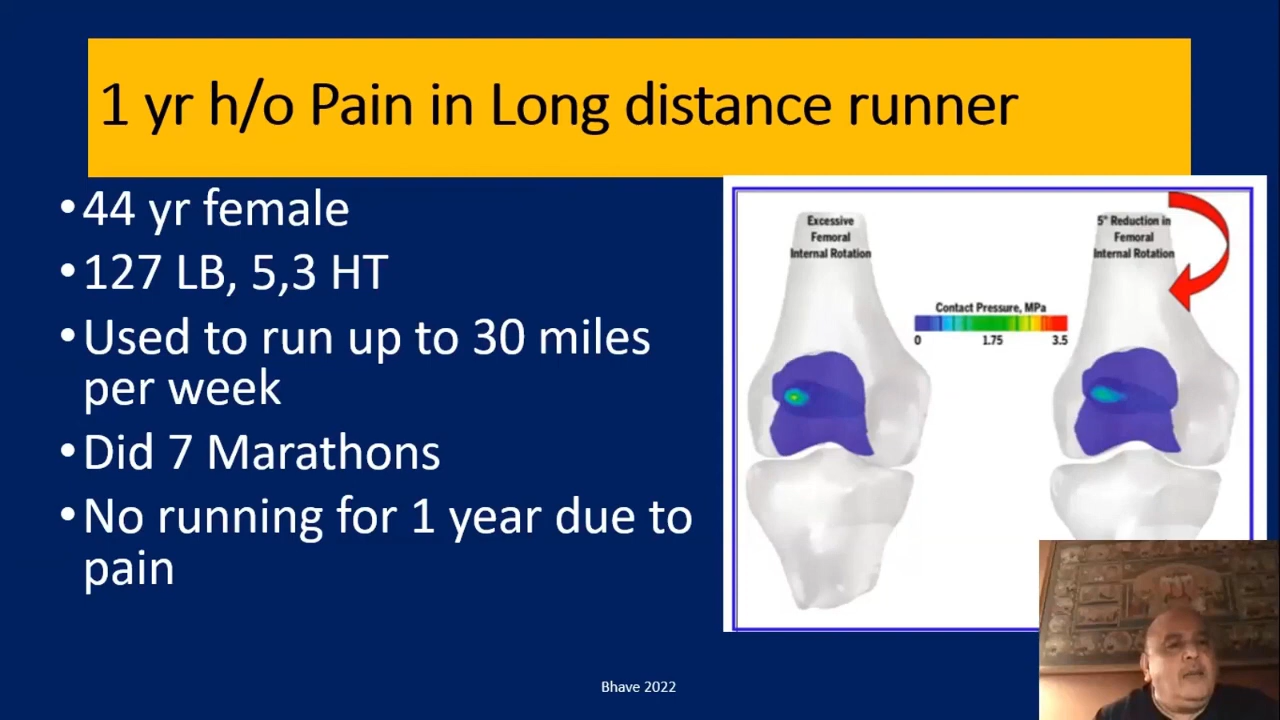 1 yr h/o Pain in Long distance runner
•44 yr female
•127 LB, 5,3 HT
•Used to run up to 30 miles
per week
•Did 7 Marathons
•No running for 1 year due to
pain
Excessive
Femoral
Internal Rotation
5° Reduction in
Femoral
Internal Rotation
Contact Pressure, MPa
0 1.75 3.5
Bhave 2022